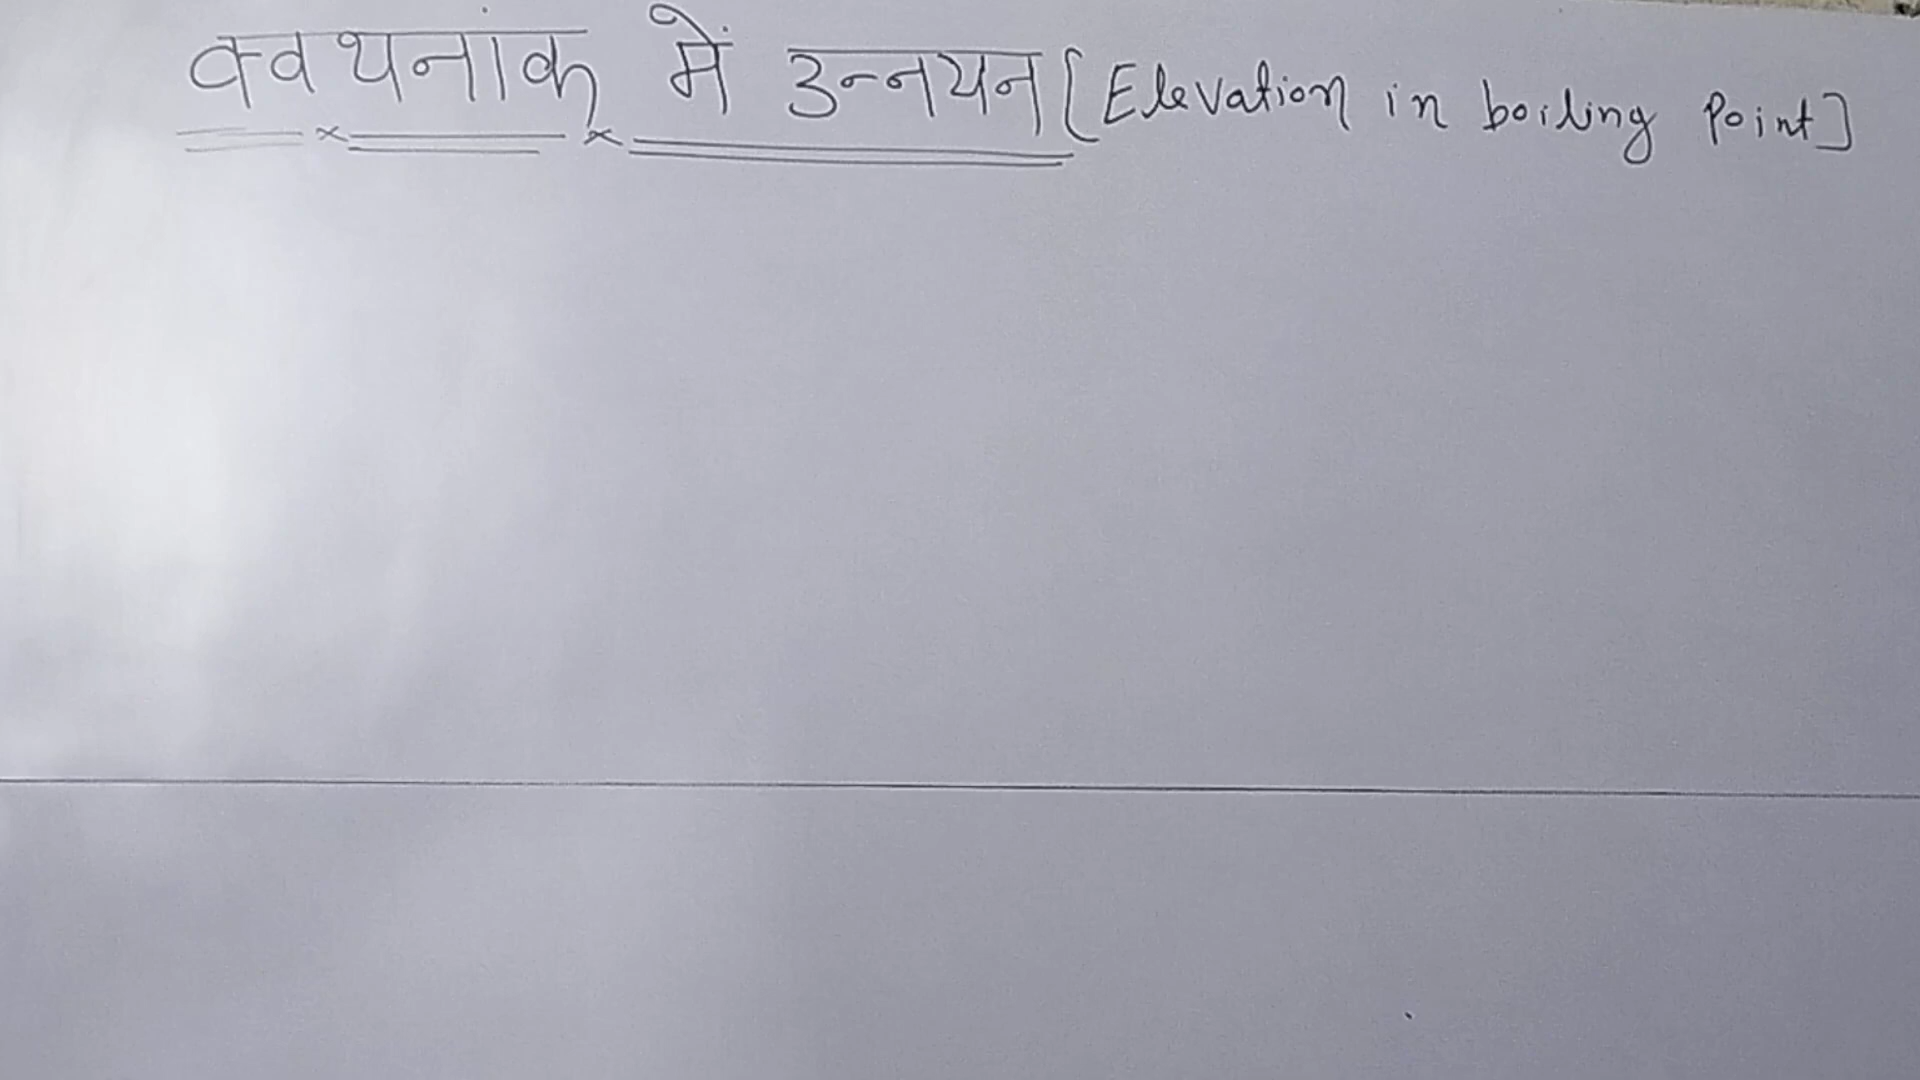 क्वथनांक में उन्नयन [Elevation in boiling Point]